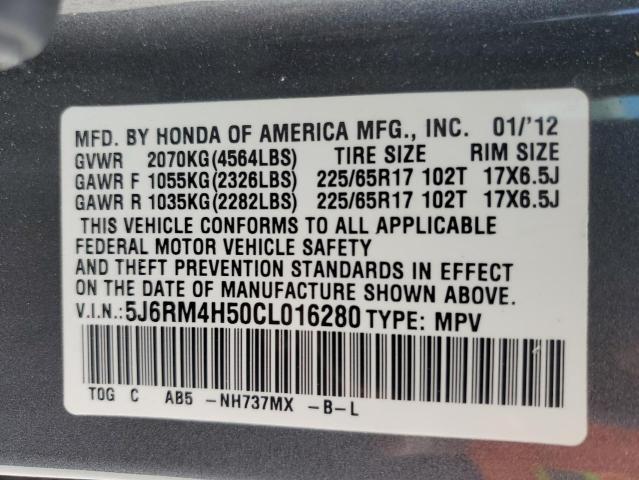 MFD. BY HONDA OF AMERICA MFG., INC. 01/'12
GVWR 2070KG(4564LBS) TIRE SIZE RIM SIZE
GAWR F 1055KG(2326LBS) 225/65R17 102T 17X6.5J
GAWR R 1035KG(2282LBS) 225/65R17 102T 17X6.5J
THIS VEHICLE CONFORMS TO ALL APPLICABLE
FEDERAL MOTOR VEHICLE SAFETY
AND THEFT PREVENTION STANDARDS IN EFFECT ON
THE DATE OF MANUFACTURE SHOWN ABOVE.
V.I.N.:5J6RM4H50CL016280 TYPE: MPV
T0G C AB5 -NH737MX -B-L